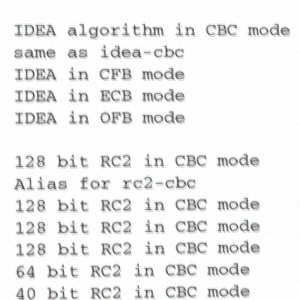 IDEA algorithm in CBC mode
same as idea-cbc
IDEA in CFB mode
IDEA in ECB mode
IDEA in OFB mode
128 bit RC2 in CBC mode
Alias for rc2-cbc
128 bit RC2 in CBC mode
128 bit RC2 in CBC mode
128 bit RC2 in CBC mode
64 bit RC2 in CBC mode
40 bit RC2 in CBC mode